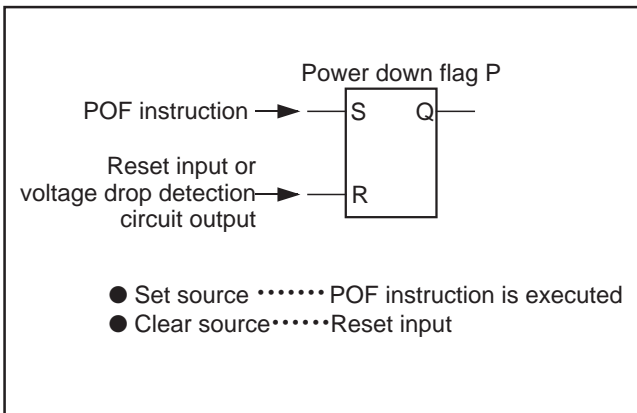 Power down flag P
POF instruction
S
Q
Reset input or
voltage drop detection
circuit output
R
● Set source ······· POF instruction is executed
● Clear source······Reset input